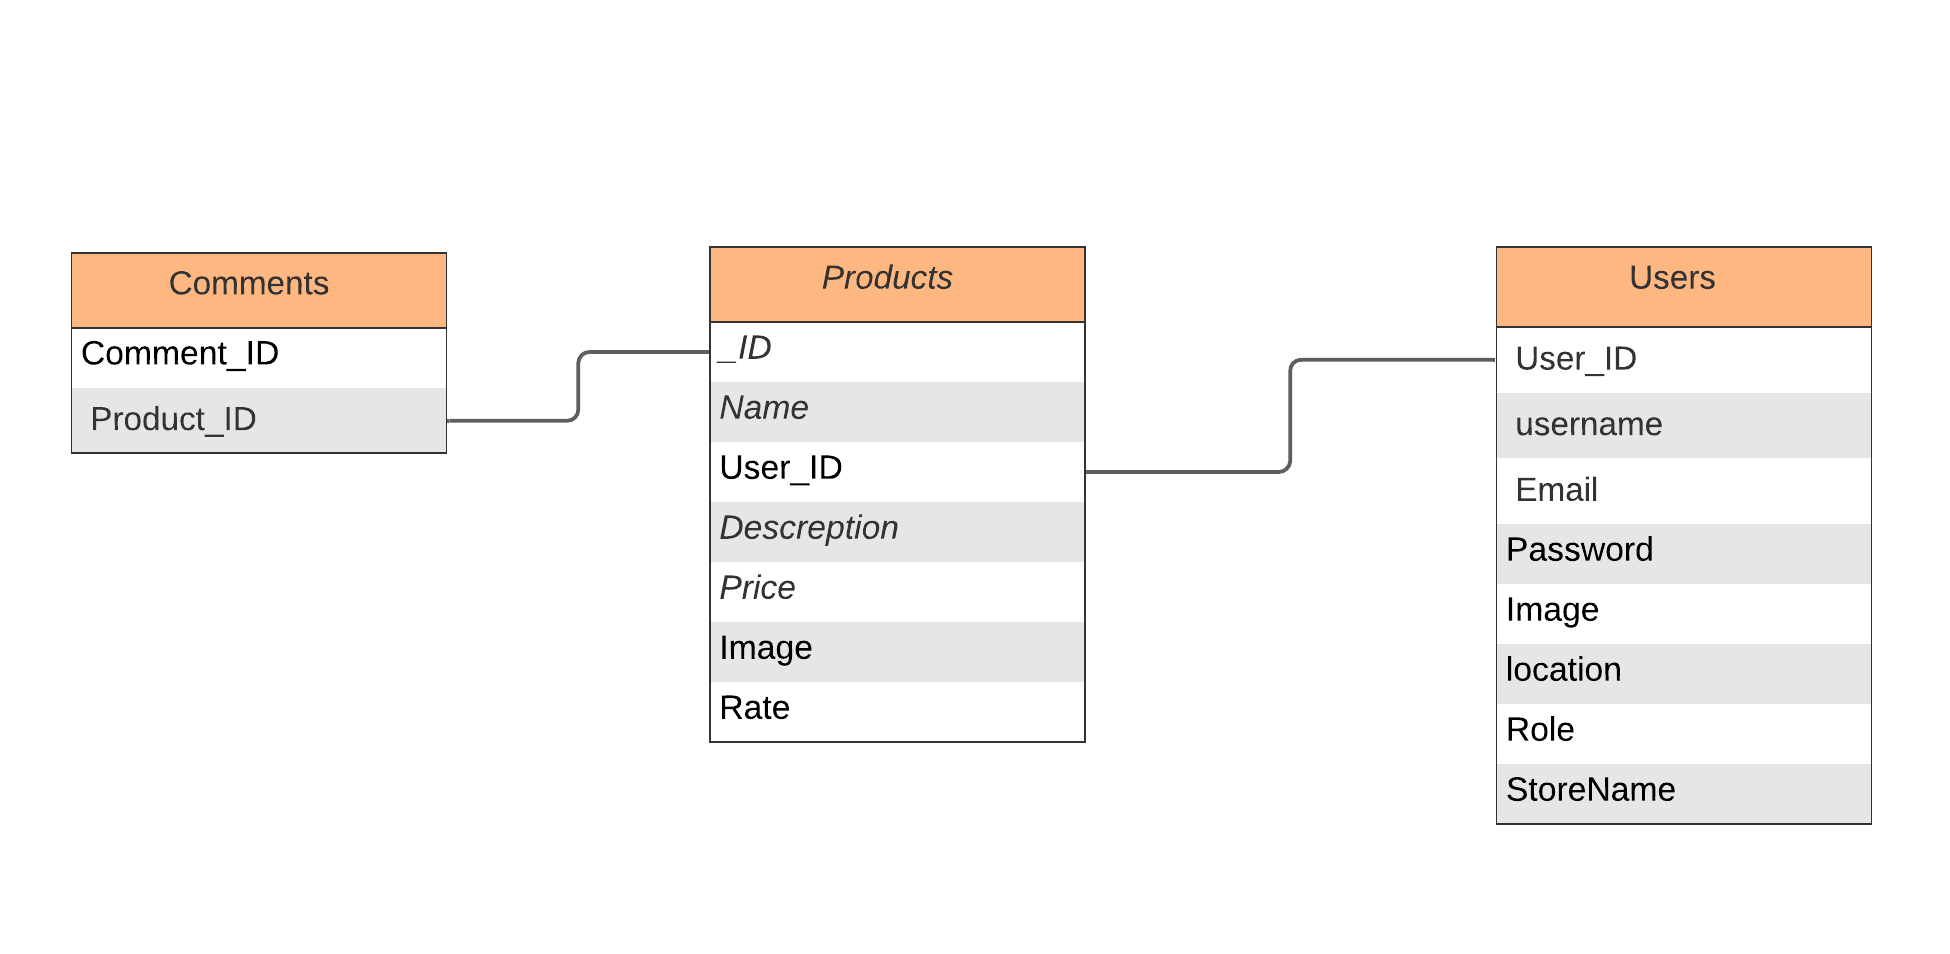 Comments
Comment_ID
Product_ID
Products
_ID
Name
User_ID
Descreption
Price
Image
Rate
Users
User_ID
username
Email
Password
Image
location
Role
StoreName